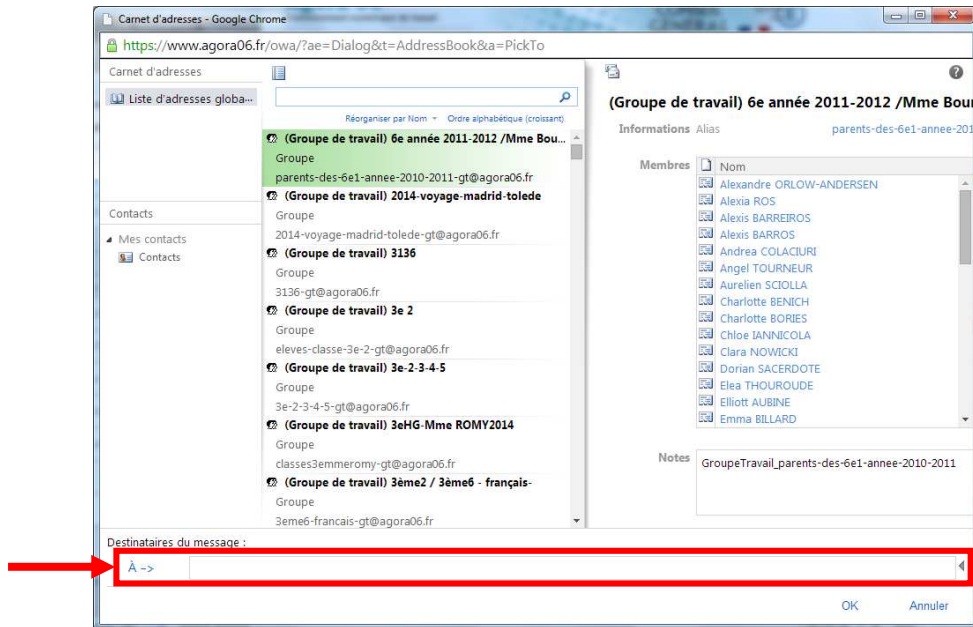 Carnet d'adresses - Google Chrome
https://www.agora06.fr/owa/?ae=Dialog&t=AddressBook&a=PickTo
Carnet d'adresses
Liste d'adresses globa...
Contacts
Mes contacts
Contacts
Réorganiser par Nom Ordre alphabétique (croissant)
(Groupe de travail) 6e année 2011-2012 /Mme Bou...
Groupe
parents-des-6e1-annee-2010-2011-gt@agora06.fr
(Groupe de travail) 2014-voyage-madrid-tolede
Groupe
2014-voyage-madrid-tolede-gt@agora06.fr
(Groupe de travail) 3136
Groupe
3136-gt@agora06.fr
(Groupe de travail) 3e 2
Groupe
eleves-classe-3e-2-gt@agora06.fr
(Groupe de travail) 3e-2-3-4-5
Groupe
3e-2-3-4-5-gt@agora06.fr
(Groupe de travail) 3eHG-Mme ROMY2014
Groupe
classes3emmeromy-gt@agora06.fr
(Groupe de travail) 3ème2 / 3ème6 - français-
Groupe
3eme6-francais-gt@agora06.fr
(Groupe de travail) 6e année 2011-2012 /Mme Bou
Informations Alias parents-des-6e1-annee-201
Membres Nom
Alexandre ORLOW-ANDERSEN
Alexia ROS
Alexis BARREIROS
Alexis BARROS
Andrea COLACIURI
Angel TOURNEUR
Aurelien SCIOLLA
Charlotte BENICH
Charlotte BORIES
Chloe IANNICOLA
Clara NOWICKI
Dorian SACERDOTE
Elea THOUROUDE
Elliott AUBINE
Emma BILLARD
Notes GroupeTravail_parents-des-6e1-annee-2010-2011
Destinataires du message :
À ->
OK Annuler